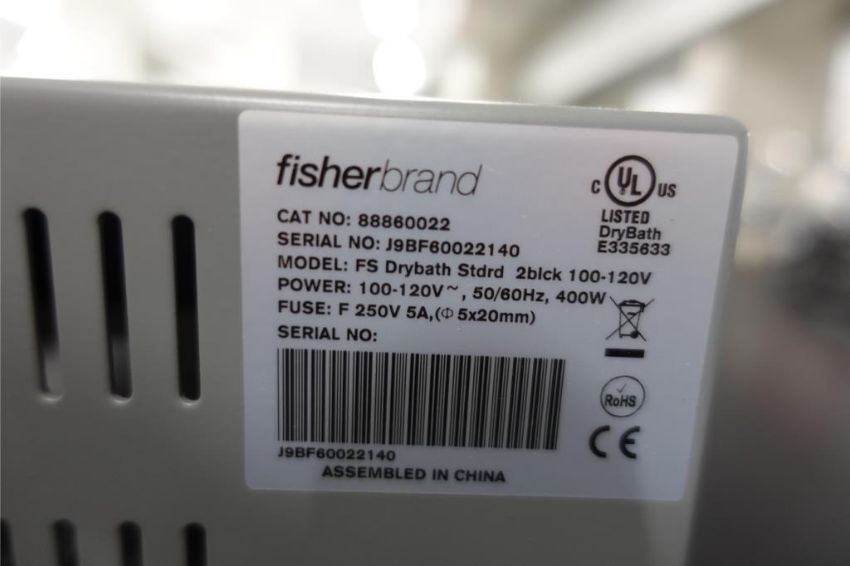 fisherbrand
CAT NO: 88860022
SERIAL NO: J9BF60022140
MODEL: FS Drybath Stdrd 2blck 100-120V
POWER: 100-120V~, 50/60Hz, 400W
FUSE: F 250V 5A,(Φ5x20mm)
SERIAL NO:
J9BF60022140
ASSEMBLED IN CHINA
C UL US
LISTED
DryBath
E335633
RoHS
CE